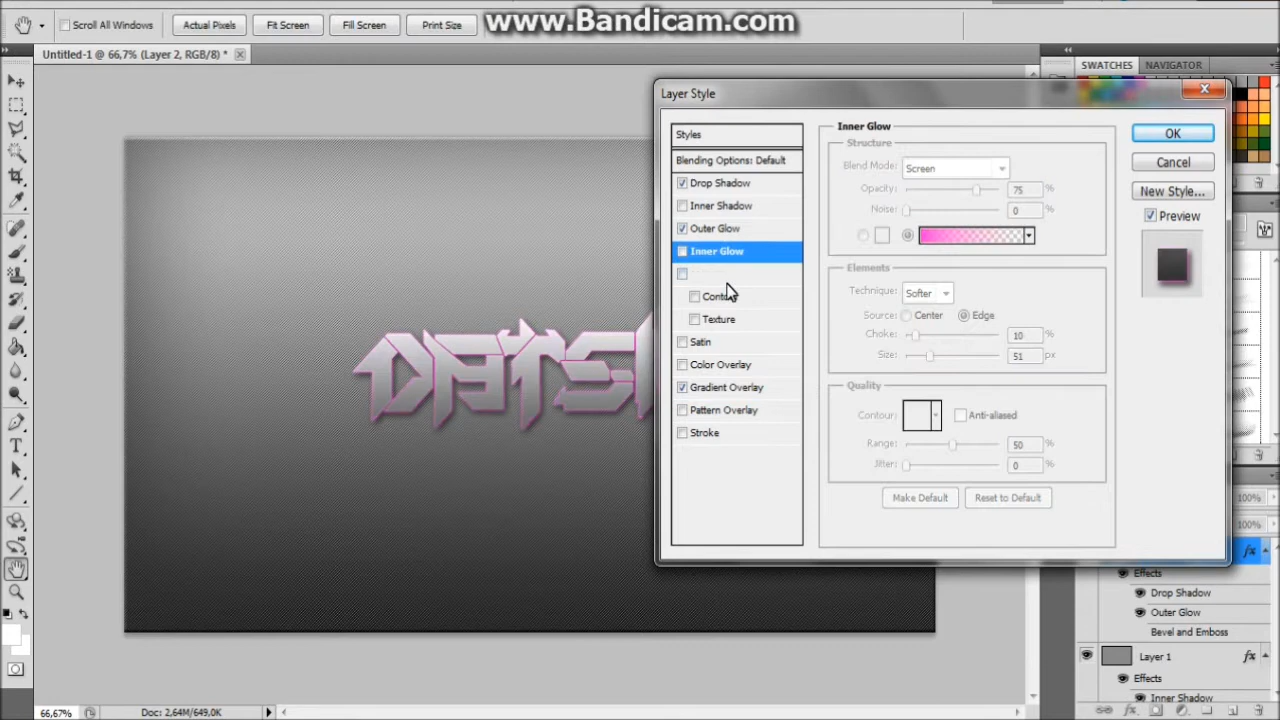 www.Bandicam.com
Scroll All Windows
Actual Pixels
Fit Screen
Fill Screen
Print Size
Untitled-1 @ 66,7% (Layer 2, RGB/8) *
SWATCHES
NAVIGATOR
Layer Style
Styles
Blending Options: Default
Drop Shadow
Inner Shadow
Outer Glow
Inner Glow
Contour
Texture
Satin
Color Overlay
Gradient Overlay
Pattern Overlay
Stroke
Inner Glow
Structure
Blend Mode: Screen
Opacity: 75 %
Noise: 0 %
Elements
Technique: Softer
Source: Center Edge
Choke: 10 %
Size: 51 px
Quality
Contour: Anti-aliased
Range: 50 %
Jitter: 0 %
Make Default
Reset to Default
OK
Cancel
New Style...
Preview
100%
100%
fx
Effects
Drop Shadow
Outer Glow
Bevel and Emboss
Layer 1 fx
Effects
Inner Shadow
66,67%
Doc: 2,64M/649,0K